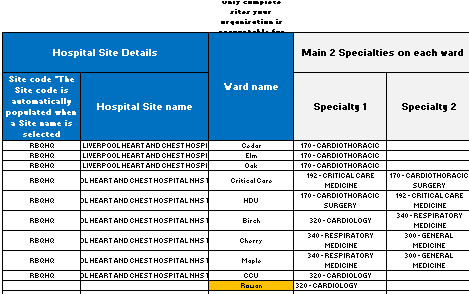 Only complete
sites your
organisation is
accountable for
Hospital Site Details
Main 2 Specialties on each ward
Site code "The
Site code is
automatically
populated when
a Site name is
selected
Hospital Site name
Ward name
Specialty 1
Specialty 2
RBQHQ LIVERPOOL HEART AND CHEST HOSPI Cedar 170 - CARDIOTHORACIC
RBQHQ LIVERPOOL HEART AND CHEST HOSPI Elm 170 - CARDIOTHORACIC
RBQHQ LIVERPOOL HEART AND CHEST HOSPI Oak 170 - CARDIOTHORACIC
RBQHQ OL HEART AND CHEST HOSPITAL NHS T Critical Care 192 - CRITICAL CARE MEDICINE 170 - CARDIOTHORACIC SURGERY
RBQHQ OL HEART AND CHEST HOSPITAL NHS T HDU 170 - CARDIOTHORACIC SURGERY 192 - CRITICAL CARE MEDICINE
RBQHQ OL HEART AND CHEST HOSPITAL NHS T Birch 320 - CARDIOLOGY 340 - RESPIRATORY MEDICINE
RBQHQ OL HEART AND CHEST HOSPITAL NHS T Cherry 340 - RESPIRATORY MEDICINE 300 - GENERAL MEDICINE
RBQHQ OL HEART AND CHEST HOSPITAL NHS T Maple 340 - RESPIRATORY MEDICINE 300 - GENERAL MEDICINE
RBQHQ OL HEART AND CHEST HOSPITAL NHS T CCU 320 - CARDIOLOGY
Rowan 320 - CARDIOLOGY